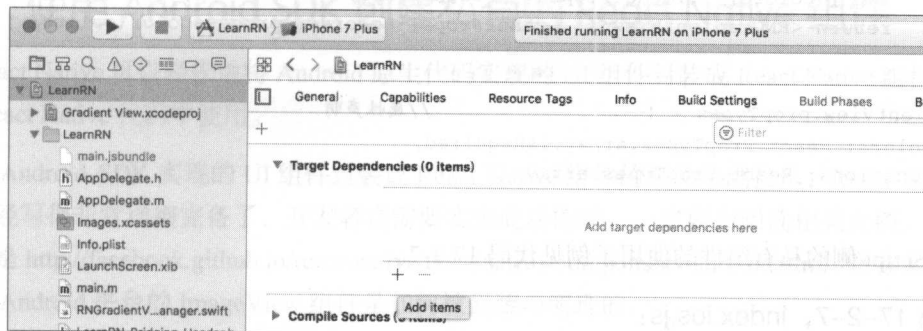 LearnRN
iPhone 7 Plus
Finished running LearnRN on iPhone 7 Plus
LearnRN
LearnRN
General
Capabilities
Resource Tags
Info
Build Settings
Build Phases
B
Gradient View.xcodeproj
LearnRN
Filter
main.jsbundle
AppDelegate.h
Target Dependencies (0 items)
AppDelegate.m
Images.xcassets
Info.plist
Add target dependencies here
LaunchScreen.xib
main.m
RNGradientV...anager.swift
Add items
Compile Sources